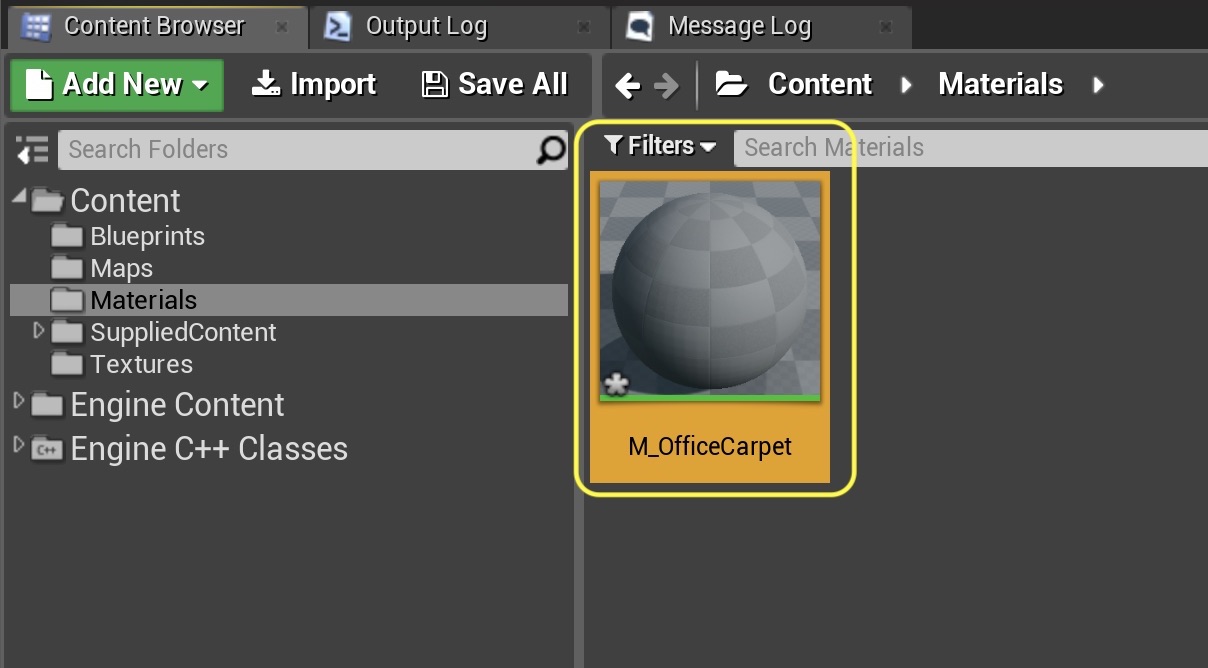 Content Browser
Output Log
Message Log
Add New
Import
Save All
Content
Materials
Search Folders
Filters
Search Materials
Content
Blueprints
Maps
Materials
SuppliedContent
Textures
Engine Content
C++ Engine C++ Classes
M_OfficeCarpet